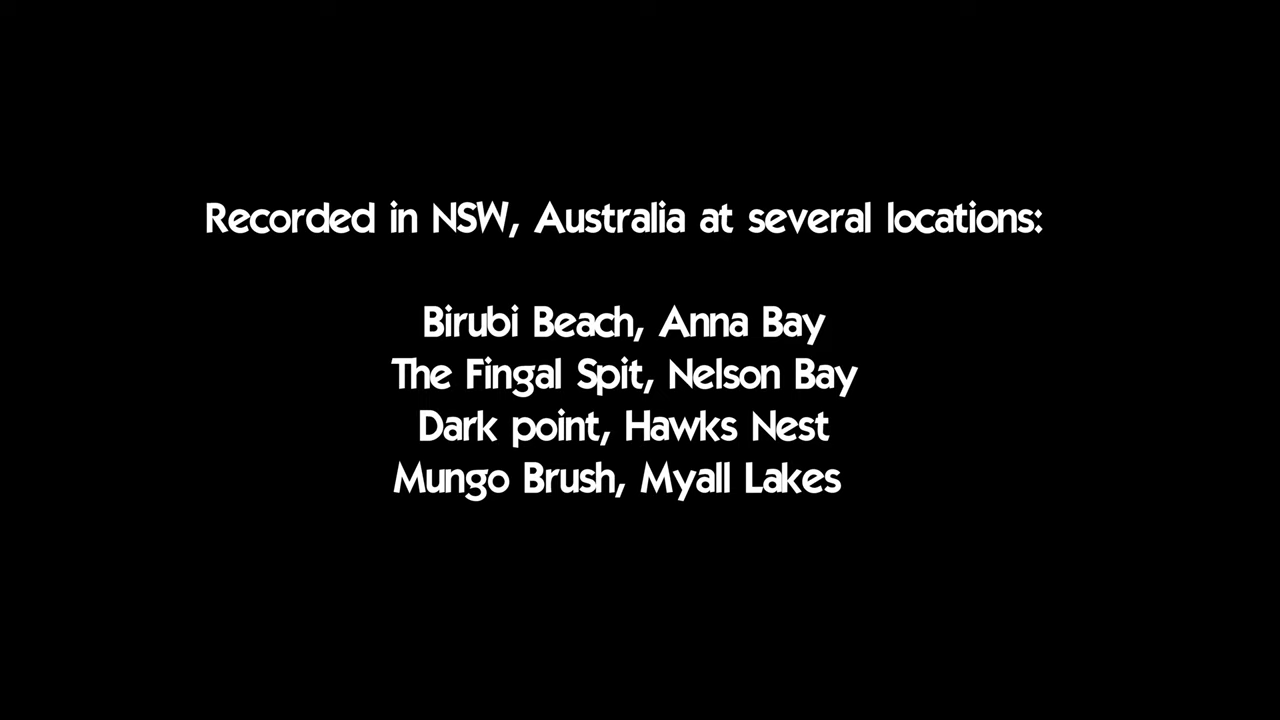 Recorded in NSW, Australia at several locations:
Birubi Beach, Anna Bay
The Fingal Spit, Nelson Bay
Dark point, Hawks Nest
Mungo Brush, Myall Lakes